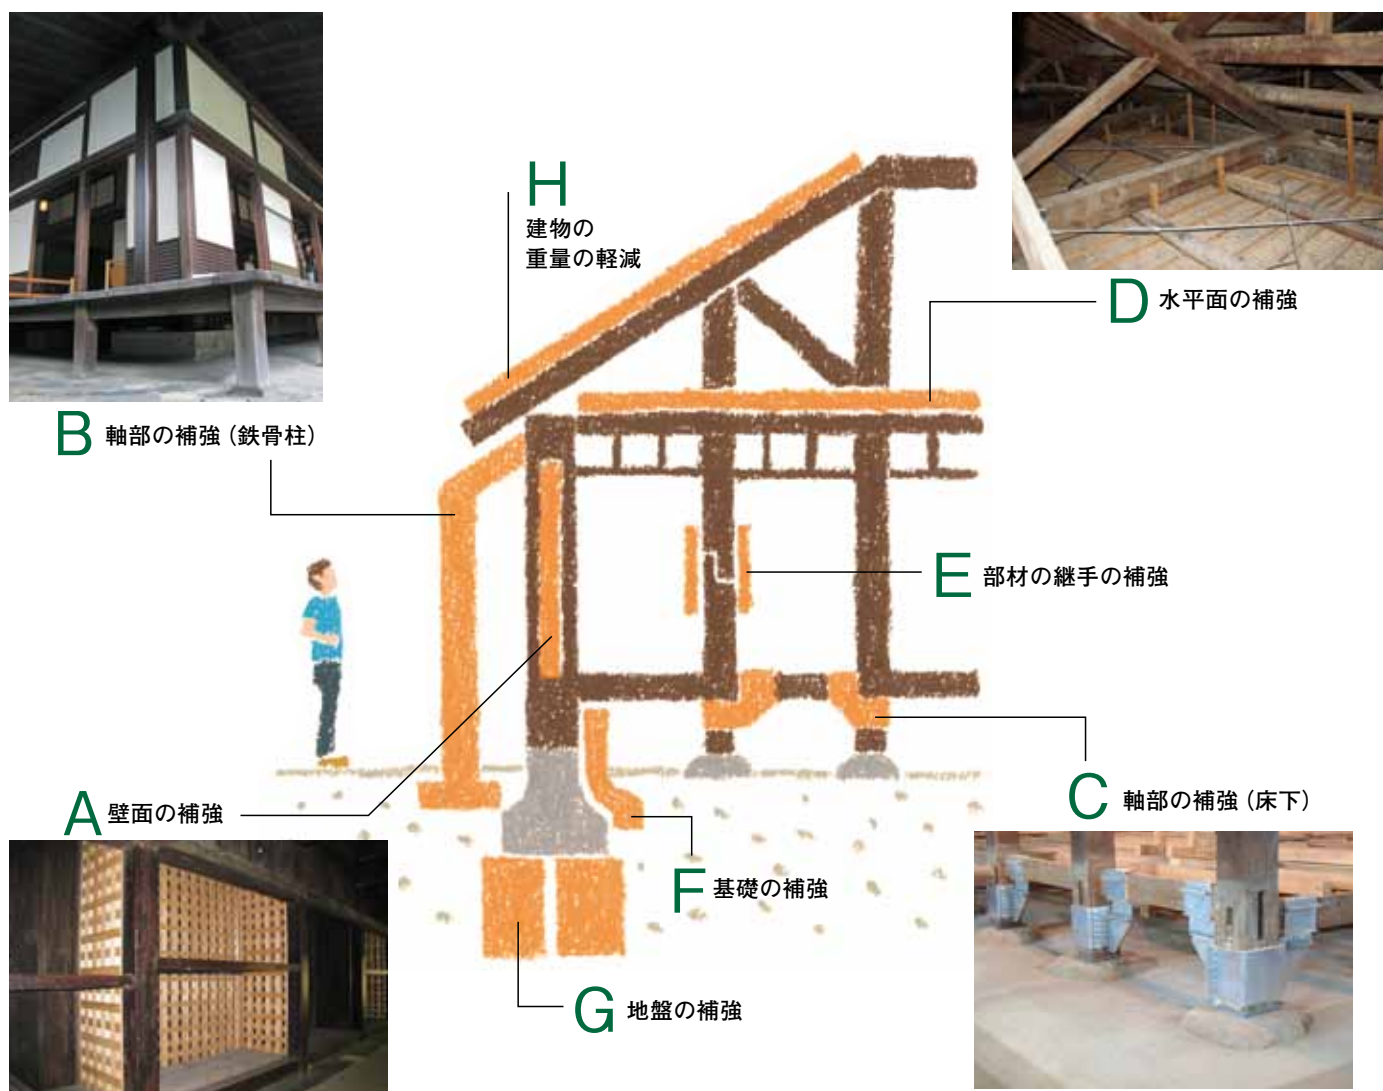 H
建物の
重量の軽減
D 水平面の補強
B 軸部の補強（鉄骨柱）
E 部材の継手の補強
C 軸部の補強（床下）
A 壁面の補強
F 基礎の補強
G 地盤の補強